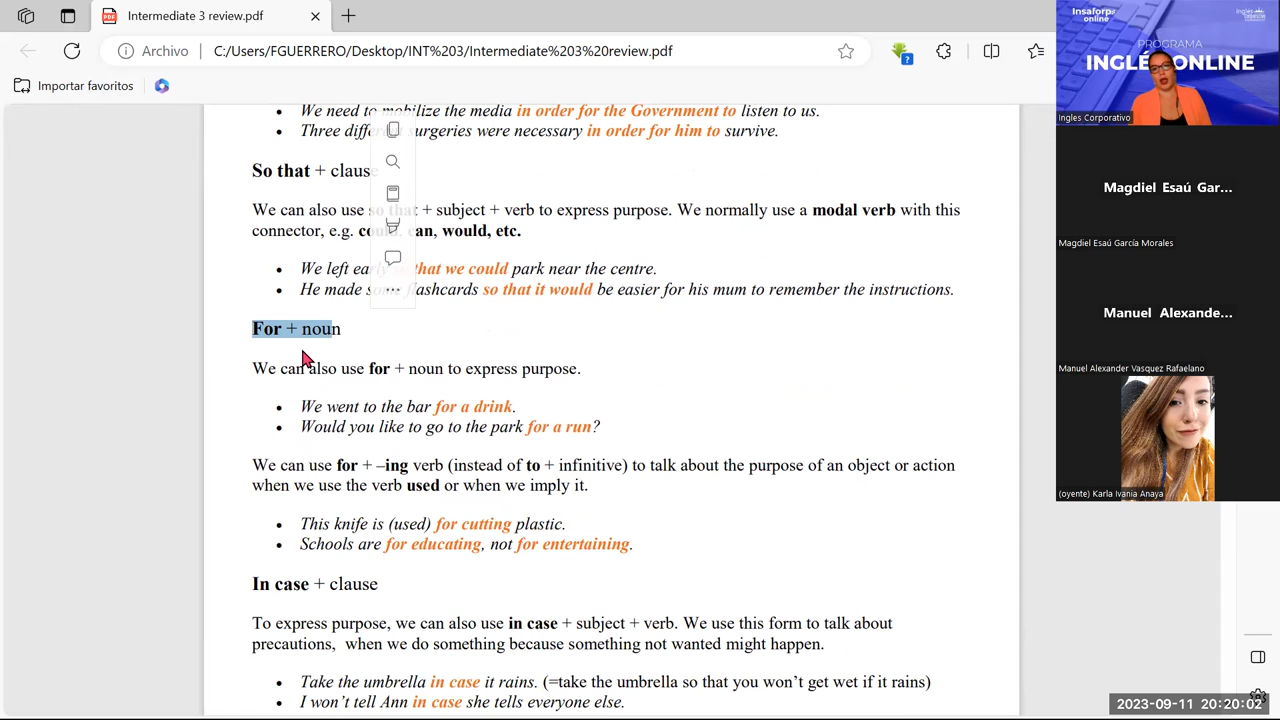 Intermediate 3 review.pdf
Archivo
C:/Users/FGUERRERO/Desktop/INT%203/Intermediate%203%20review.pdf
Importar favoritos
We need to mobilize the media in order for the Government to listen to us.
Three different surgeries were necessary in order for him to survive.
So that + clause
We can also use so that + subject + verb to express purpose. We normally use a modal verb with this
connector, e.g. could, can, would, etc.
We left early so that we could park near the centre.
He made some flashcards so that it would be easier for his mum to remember the instructions.
For + noun
We can also use for + noun to express purpose.
We went to the bar for a drink.
Would you like to go to the park for a run?
We can use for + –ing verb (instead of to + infinitive) to talk about the purpose of an object or action
when we use the verb used or when we imply it.
This knife is (used) for cutting plastic.
Schools are for educating, not for entertaining.
In case + clause
To express purpose, we can also use in case + subject + verb. We use this form to talk about
precautions, when we do something because something not wanted might happen.
Take the umbrella in case it rains. (=take the umbrella so that you won't get wet if it rains)
I won't tell Ann in case she tells everyone else.
Insaforp
online
PROGRAMA
INGLÉS ONLINE
Ingles Corporativo
Magdiel Esaú Gar...
Magdiel Esaú García Morales
Manuel Alexande...
Manuel Alexander Vasquez Rafaelano
(oyente) Karla Ivania Anaya
2023-09-11 20:20:02